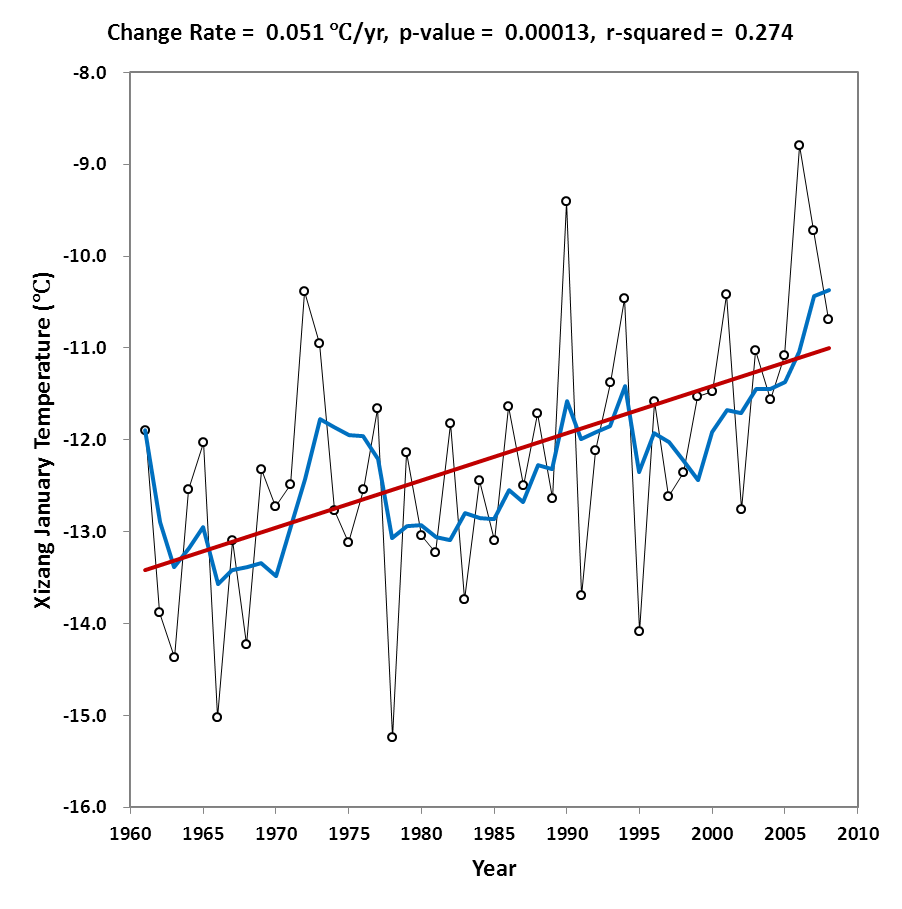 Change Rate = 0.051 ℃/yr, p-value = 0.00013, r-squared = 0.274
-8.0
-9.0
-10.0
-11.0
-12.0
-13.0
-14.0
-15.0
-16.0
Xizang January Temperature (℃)
1960 1965 1970 1975 1980 1985 1990 1995 2000 2005 2010
Year